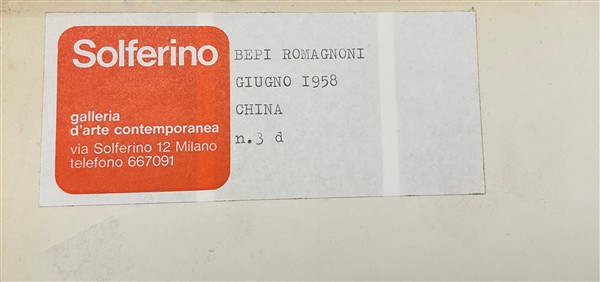 Solferino
galleria
d'arte contemporanea
via Solferino 12 Milano
telefono 667091
BEPI ROMAGNONI
GIUGNO 1958
CHINA
n.3 d